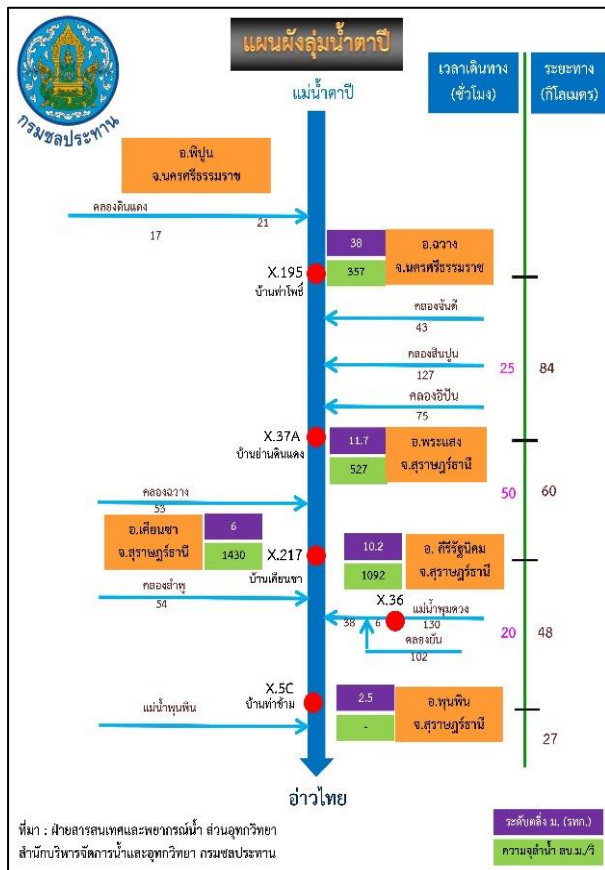 แผนผังลุ่มน้ำตาปี
กรมชลประทาน
แม่น้ำตาปี
เวลาเดินทาง
(ชั่วโมง)
ระยะทาง
(กิโลเมตร)
อ.พิปูน
จ.นครศรีธรรมราช
คลองดินแดง
21
17
38
357
อ.ฉวาง
จ.นครศรีธรรมราช
X.195
บ้านท่าโพธิ์
คลองจันดี
43
คลองสินปูน
127
25
84
คลองอิปัน
75
X.37A
บ้านย่านดินแดง
11.7
527
อ.พระแสง
จ.สุราษฎร์ธานี
คลองฉวาง
53
50
60
อ.เคียนซา
จ.สุราษฎร์ธานี
6
1430
X.217
บ้านเคียนซา
10.2
1092
อ. คีรีรัฐนิคม
จ.สุราษฎร์ธานี
คลองลำพู
54
X.36
แม่น้ำพุมดวง
38
6
130
คลองยัน
102
20
48
X.5C
บ้านท่าข้าม
2.5
-
อ.พุนพิน
จ.สุราษฎร์ธานี
แม่น้ำพุนพิน
27
อ่าวไทย
ที่มา : ฝ่ายสารสนเทศและพยากรณ์น้ำ ส่วนอุทกวิทยา
สำนักบริหารจัดการน้ำและอุทกวิทยา กรมชลประทาน
ระดับตลิ่ง ม. (รทก.)
ความจุลำน้ำ ลบ.ม./วิ